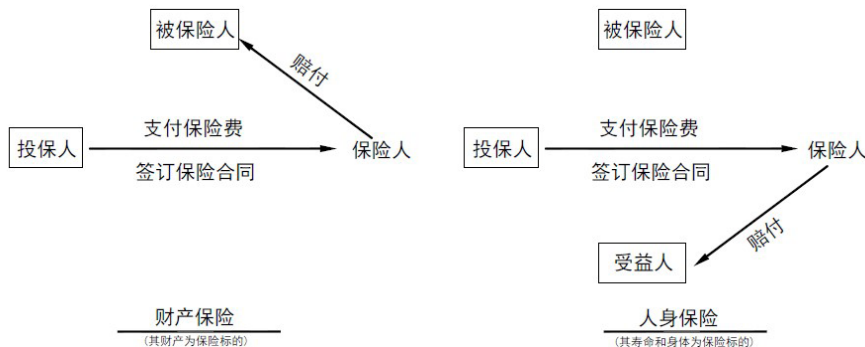 被保险人
赔付
支付保险费
投保人
保险人
签订保险合同
财产保险
(其财产为保险标的)
被保险人
支付保险费
投保人
保险人
签订保险合同
赔付
受益人
人身保险
(其寿命和身体为保险标的)